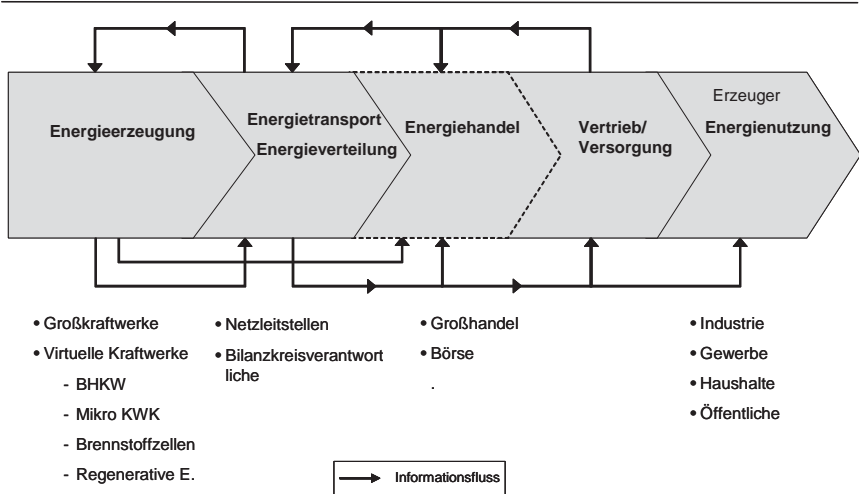 Energieerzeugung
Energietransport
Energieverteilung
Energiehandel
Vertrieb/
Versorgung
Erzeuger
Energienutzung
• Großkraftwerke
• Virtuelle Kraftwerke
- BHKW
- Mikro KWK
- Brennstoffzellen
- Regenerative E.
• Netzleitstellen
• Bilanzkreisverantwort
liche
• Großhandel
• Börse
.
• Industrie
• Gewerbe
• Haushalte
• Öffentliche
Informationsfluss